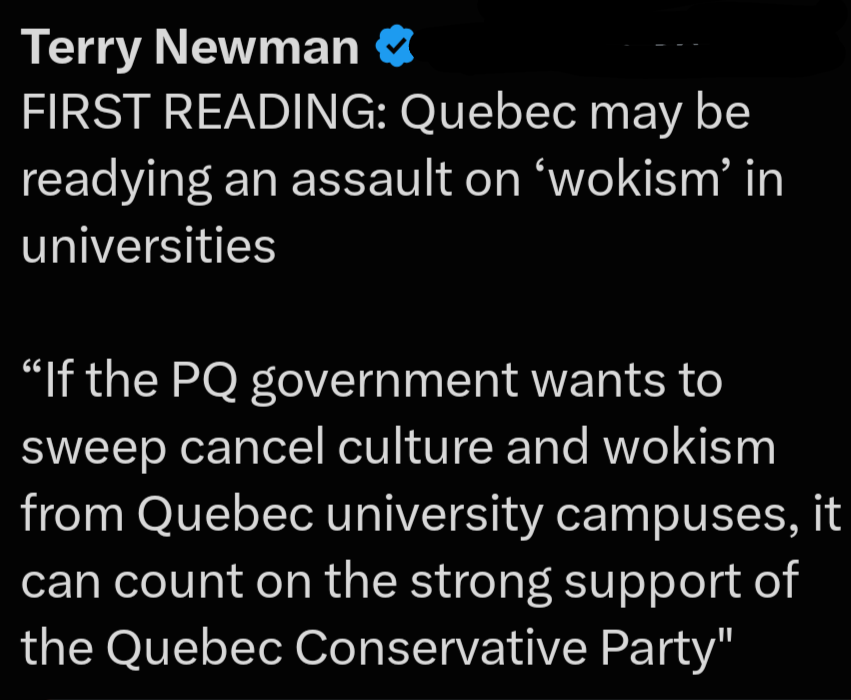 Terry Newman
FIRST READING: Quebec may be
readying an assault on ‘wokism’ in
universities
“If the PQ government wants to
sweep cancel culture and wokism
from Quebec university campuses, it
can count on the strong support of
the Quebec Conservative Party"